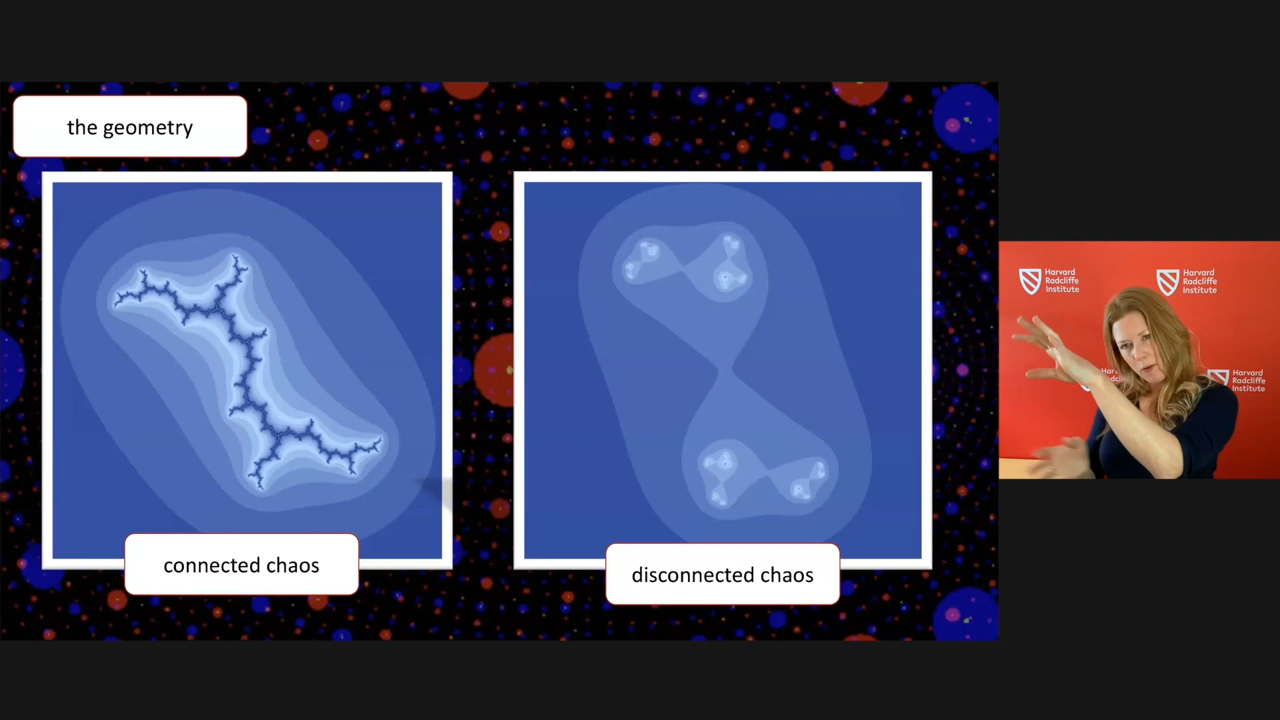 the geometry
connected chaos
disconnected chaos
Harvard
Radcliffe
Institute
Harvard
Radcliffe
Institute
Harvard
Radcliffe
Institute